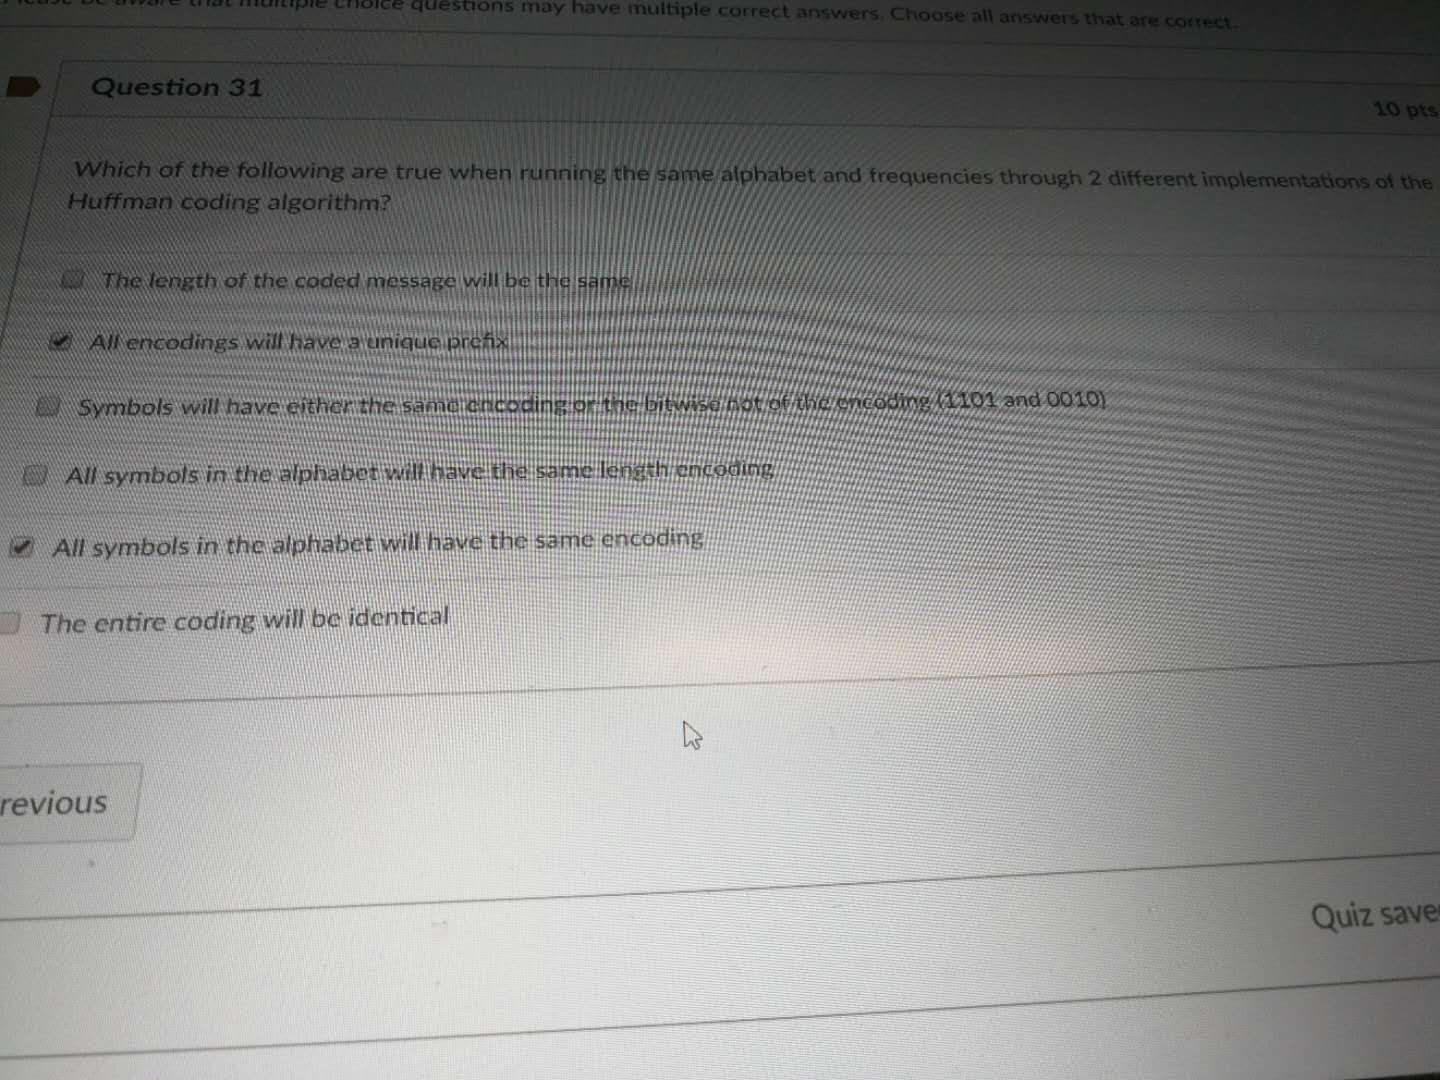 multiple choice questions may have multiple correct answers. Choose all answers that are correct.
Question 31
10 pts
Which of the following are true when running the same alphabet and frequencies through 2 different implementations of the
Huffman coding algorithm?
The length of the coded message will be the same
All encodings will have a unique prefix
Symbols will have either the same encoding or the bitwise not of the encoding (1101 and 0010)
All symbols in the alphabet will have the same length encoding
All symbols in the alphabet will have the same encoding
The entire coding will be identical
revious
Quiz save